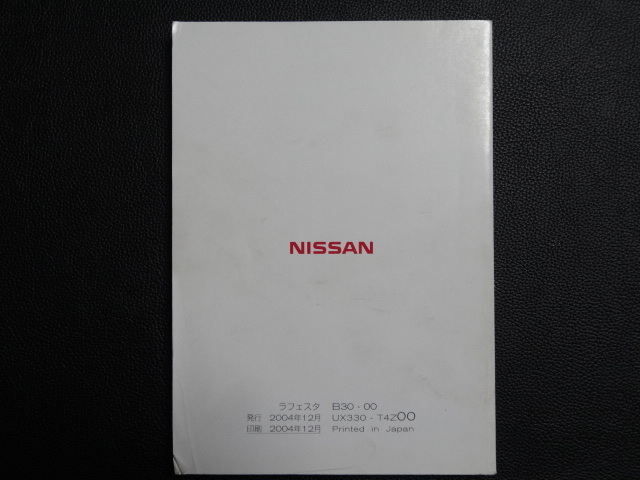 NISSAN
ラフェスタ B30 - 00
発行 2004年12月 UX330 - T4Z00
印刷 2004年12月 Printed in Japan